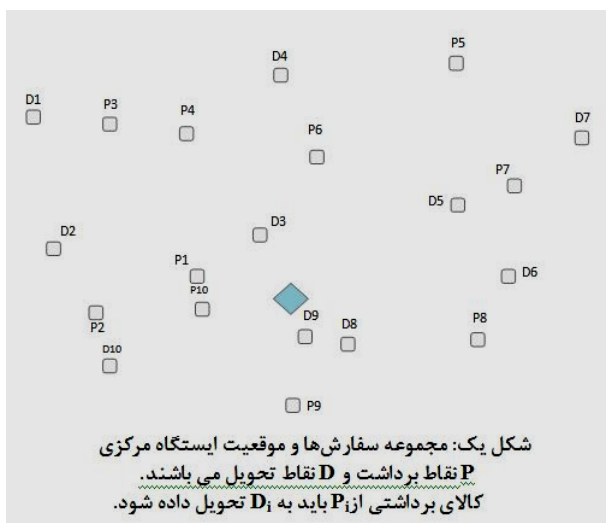 P5
D4
D1
P3
P4
P6
D7
P7
D5
D2
D3
P1
D6
P10
P2
D9
D8
P8
D10
P9
شکل یک: مجموعه سفارش‌ها و موقعیت ایستگاه مرکزی
P نقاط برداشت و D نقاط تحویل می باشند.
کالای برداشتی از Pi باید به Di تحویل داده شود.